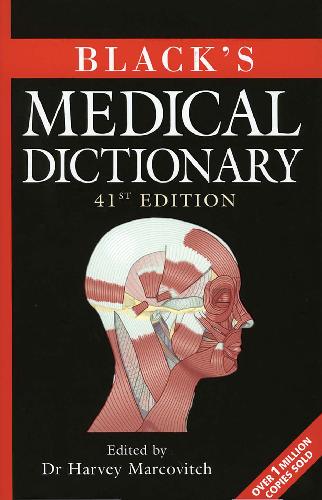 BLACK'S
MEDICAL
DICTIONARY
41ST EDITION
Edited by
Dr Harvey Marcovitch
OVER 1 MILLION
COPIES SOLD